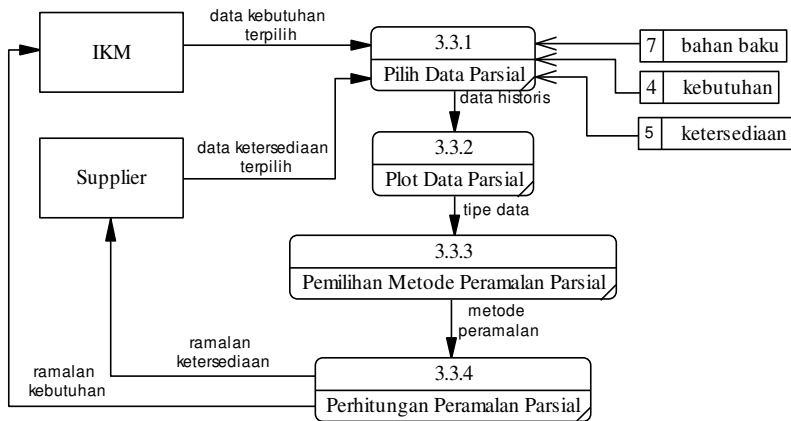 data kebutuhan
terpilih
IKM
3.3.1
Pilih Data Parsial
7 bahan baku
4 kebutuhan
5 ketersediaan
data historis
data ketersediaan
terpilih
Supplier
3.3.2
Plot Data Parsial
tipe data
3.3.3
Pemilihan Metode Peramalan Parsial
metode
peramalan
ramalan
ketersediaan
ramalan
kebutuhan
3.3.4
Perhitungan Peramalan Parsial